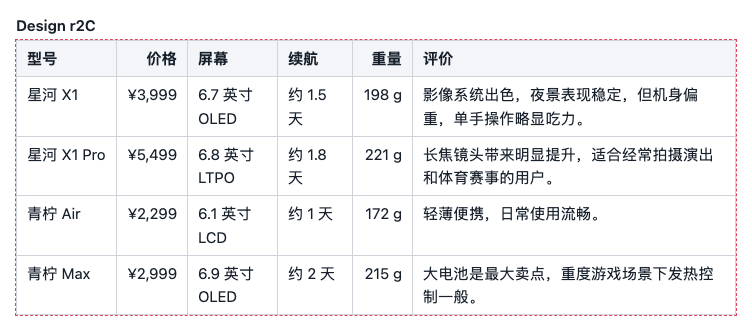 Design r2C
型号 价格 屏幕 续航 重量 评价
星河 X1 ¥3,999 6.7 英寸 约 1.5 198 g 影像系统出色，夜景表现稳定，但机身偏
OLED 天 重，单手操作略显吃力。
星河 X1 Pro ¥5,499 6.8 英寸 约 1.8 221 g 长焦镜头带来明显提升，适合经常拍摄演出
LTPO 天 和体育赛事的用户。
青柠 Air ¥2,299 6.1 英寸 约 1 天 172 g 轻薄便携，日常使用流畅。
LCD
青柠 Max ¥2,999 6.9 英寸 约 2 天 215 g 大电池是最大卖点，重度游戏场景下发热控
OLED 制一般。